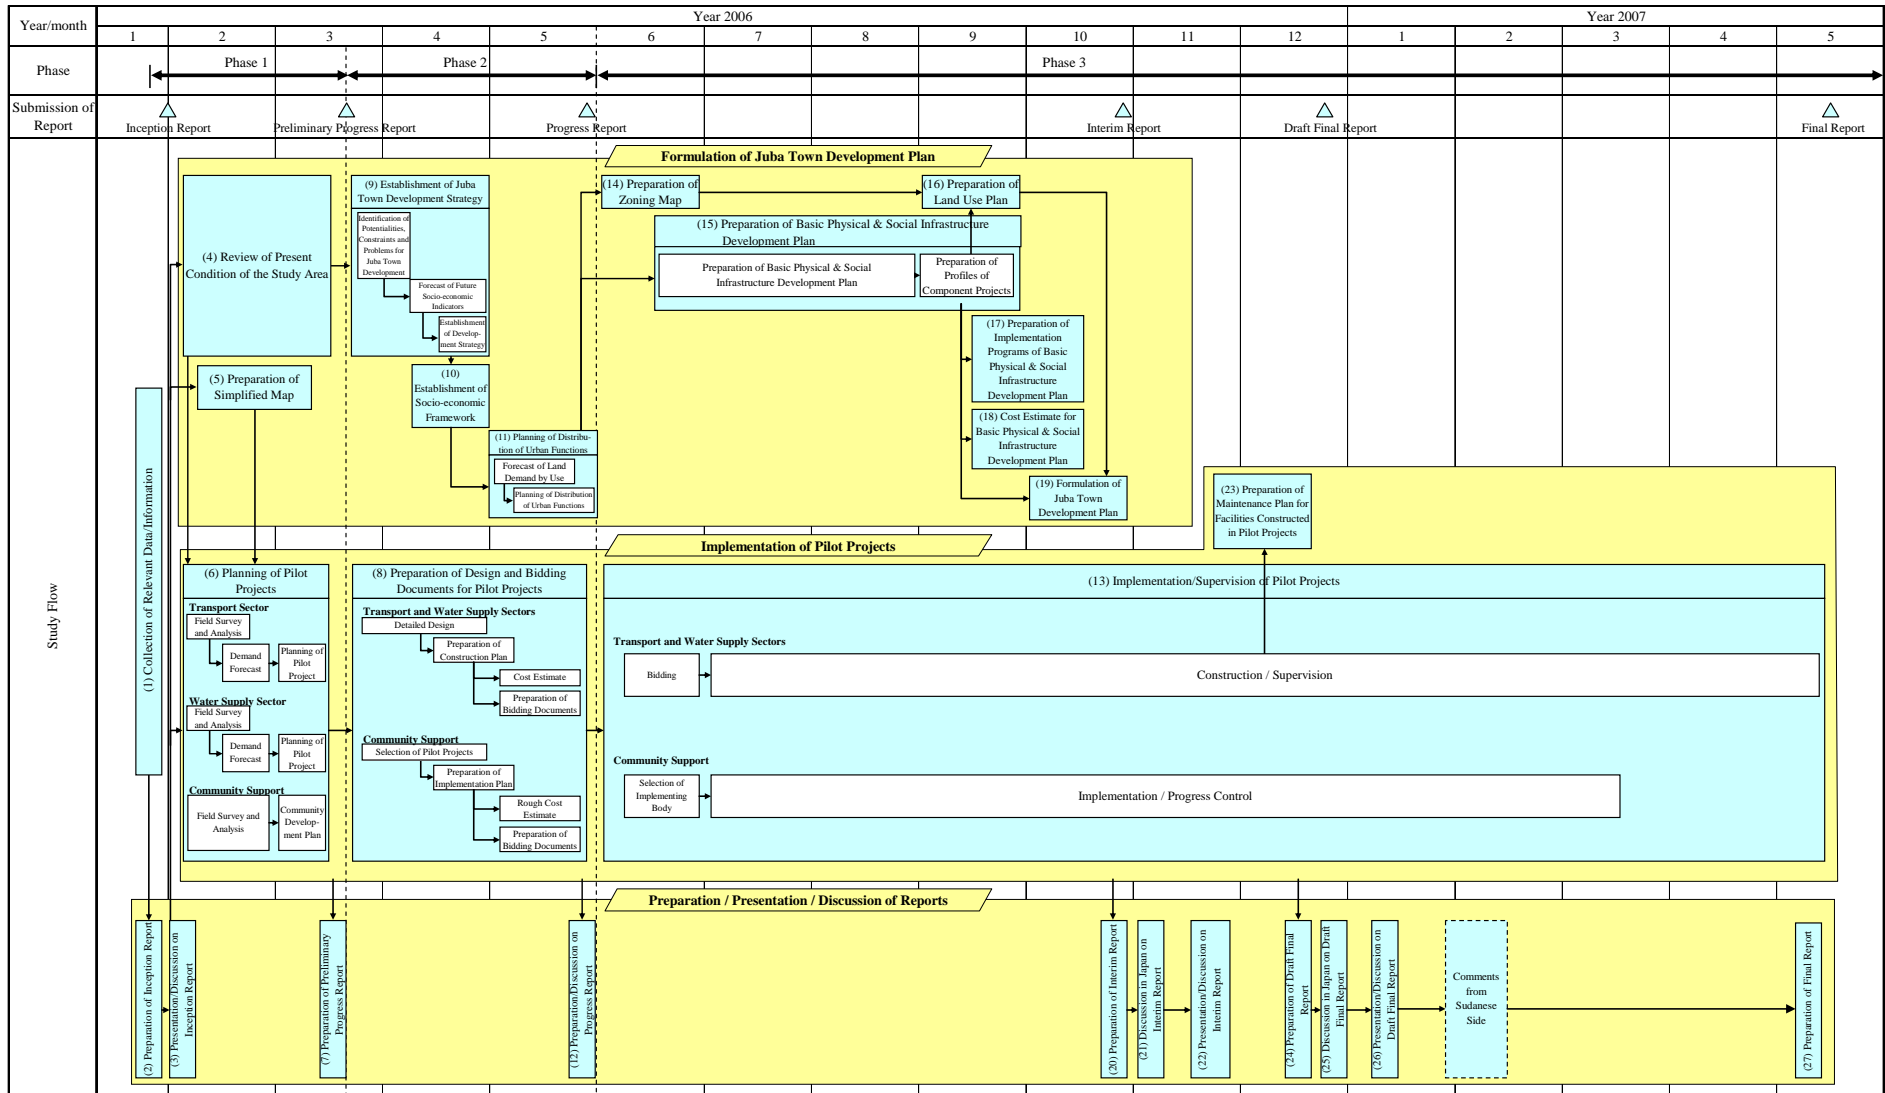 Year/month
Year 2006
Year 2007
1
2
3
4
5
6
7
8
9
10
11
12
1
2
3
4
5
Phase
Phase 1
Phase 2
Phase 3
Submission of
Report
Inception Report
Preliminary Progress Report
Progress Report
Interim Report
Draft Final Report
Final Report
Study Flow
Formulation of Juba Town Development Plan
(1) Collection of Relevant Data/Information
(4) Review of Present
Condition of the Study Area
(5) Preparation of
Simplified Map
(9) Establishment of Juba
Town Development Strategy
Identification of
Potentialities,
Constraints and
Problems for
Juba Town
Development
Forecast of Future
Socio-economic
Indicators
Establishment
of Develop-
ment Strategy
(10)
Establishment of
Socio-economic
Framework
(11) Planning of Distribu-
tion of Urban Functions
Forecast of Land
Demand by Use
Planning of Distribution
of Urban Functions
(14) Preparation of
Zoning Map
(16) Preparation of
Land Use Plan
(15) Preparation of Basic Physical & Social Infrastructure
Development Plan
Preparation of Basic Physical & Social
Infrastructure Development Plan
Preparation of
Profiles of
Component Projects
(17) Preparation of
Implementation
Programs of Basic
Physical & Social
Infrastructure
Development Plan
(18) Cost Estimate for
Basic Physical & Social
Infrastructure
Development Plan
(19) Formulation of
Juba Town
Development Plan
(23) Preparation of
Maintenance Plan for
Facilities Constructed
in Pilot Projects
Implementation of Pilot Projects
(6) Planning of Pilot
Projects
Transport Sector
Field Survey
and Analysis
Demand
Forecast
Planning of
Pilot
Project
Water Supply Sector
Field Survey
and Analysis
Demand
Forecast
Planning of
Pilot
Project
Community Support
Field Survey and
Analysis
Community
Develop-
ment Plan
(8) Preparation of Design and Bidding
Documents for Pilot Projects
Transport and Water Supply Sectors
Detailed Design
Preparation of
Construction Plan
Cost Estimate
Preparation of
Bidding Documents
Community Support
Selection of Pilot Projects
Preparation of
Implementation Plan
Rough Cost
Estimate
Preparation of
Bidding Documents
(13) Implementation/Supervision of Pilot Projects
Transport and Water Supply Sectors
Bidding
Construction / Supervision
Community Support
Selection of
Implementing
Body
Implementation / Progress Control
Preparation / Presentation / Discussion of Reports
(2) Preparation of Inception Report
(3) Presentation/Discussion on
Inception Report
(7) Preparation of Preliminary
Progress Report
(12) Preparation/Discussion on
Progress Report
(20) Preparation of Interim Report
(21) Discussion in Japan on
Interim Report
(22) Presentation/Discussion on
Interim Report
(24) Preparation of Draft Final
Report
(25) Discussion in Japan on Draft
Final Report
(26) Presentation/Discussion on
Draft Final Report
Comments
from
Sudanese
Side
(27) Preparation of Final Report